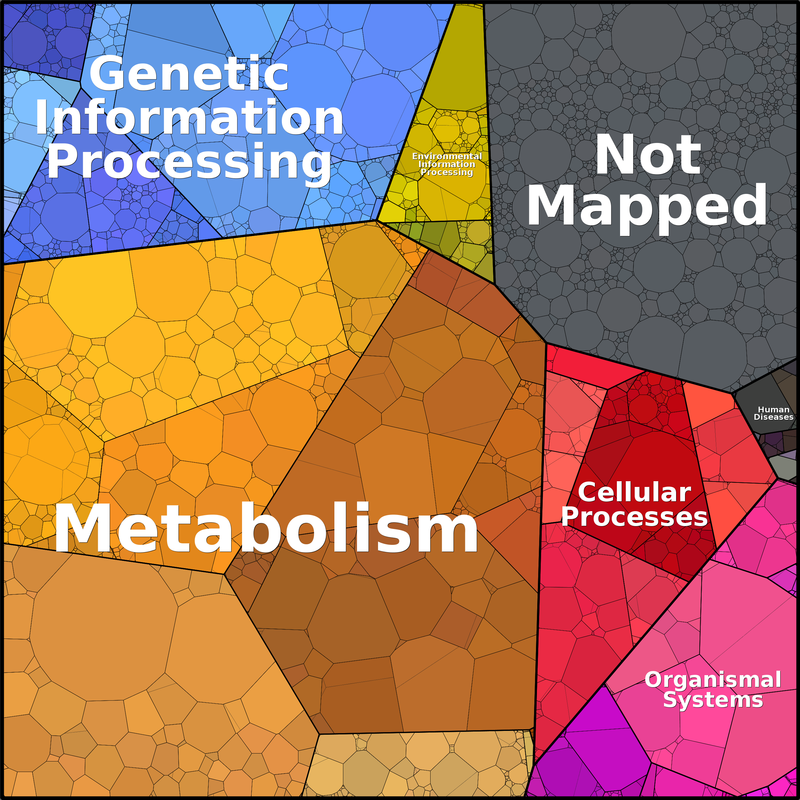 Genetic
Information
Processing
Environmental
Information
Processing
Not
Mapped
Human
Diseases
Metabolism
Cellular
Processes
Organismal
Systems